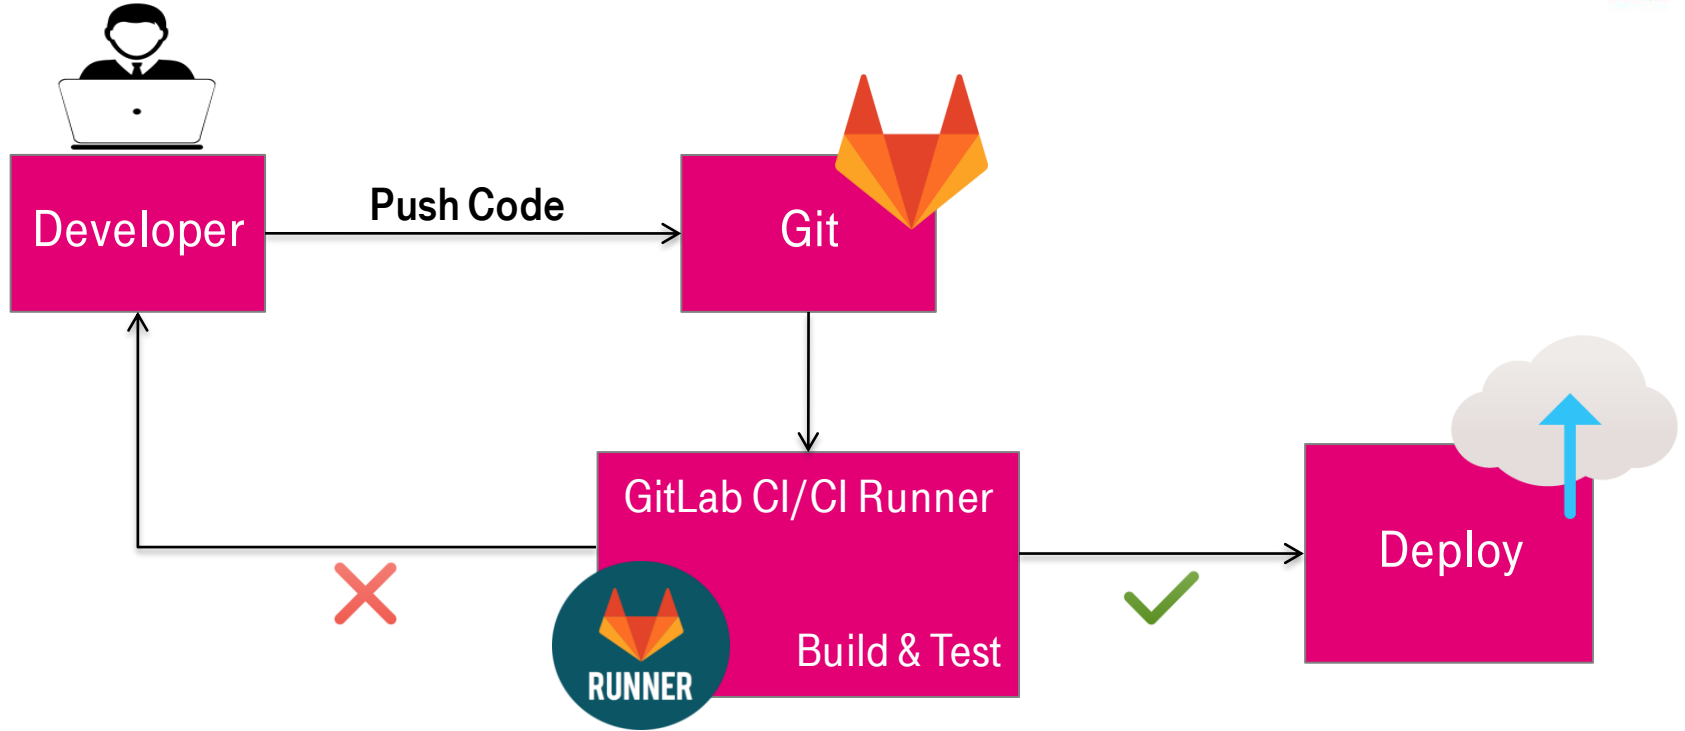 Developer
Push Code
Git
GitLab CI/CI Runner
Build & Test
RUNNER
Deploy